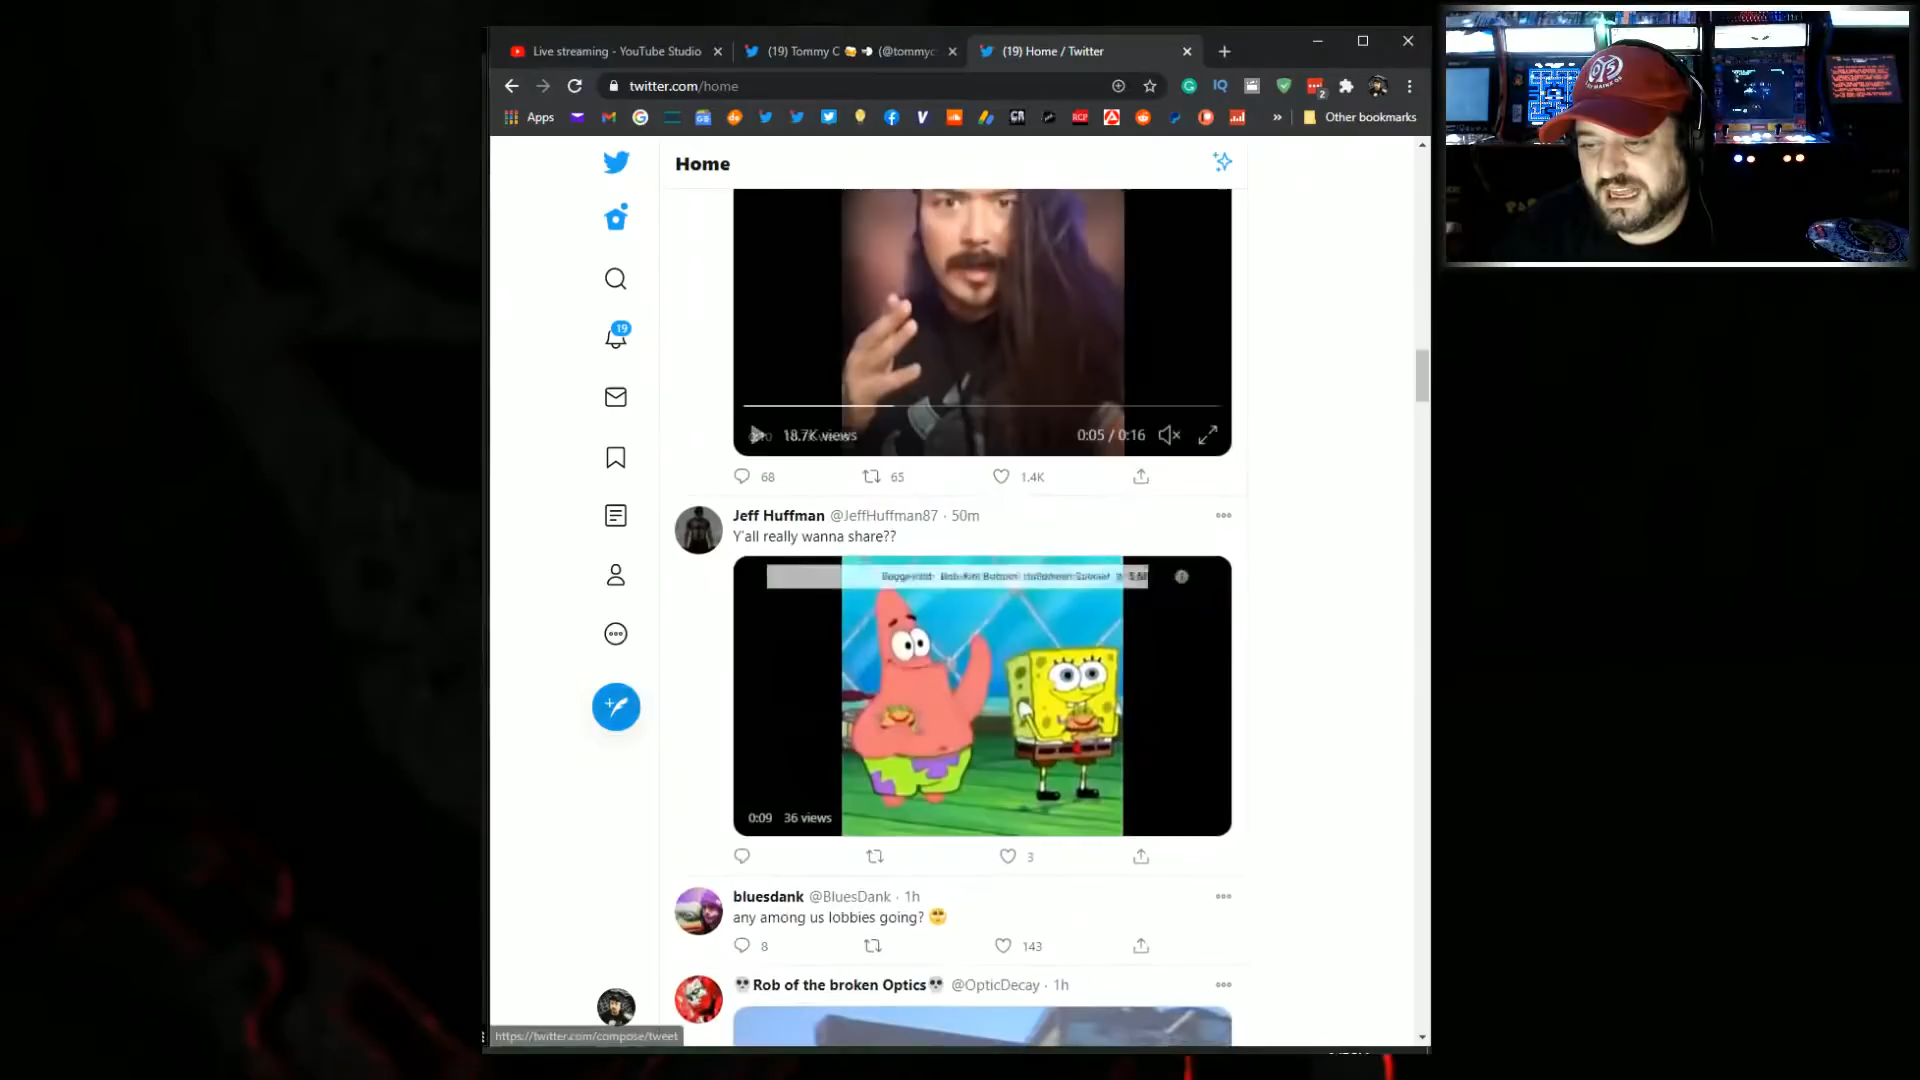 Live streaming - YouTube Studio
(19) Tommy C
(@tommyc
(19) Home / Twitter
twitter.com/home
2
Apps
Other bookmarks
Home
19
18.7K views
0:05 / 0:16
68
65
1.4K
Jeff Huffman @JeffHuffman87 · 50m
Y'all really wanna share??
0:09 36 views
3
bluesdank @BluesDank · 1h
any among us lobbies going?
8
143
Rob of the broken Optics @OpticDecay · 1h
https://twitter.com/compose/tweet